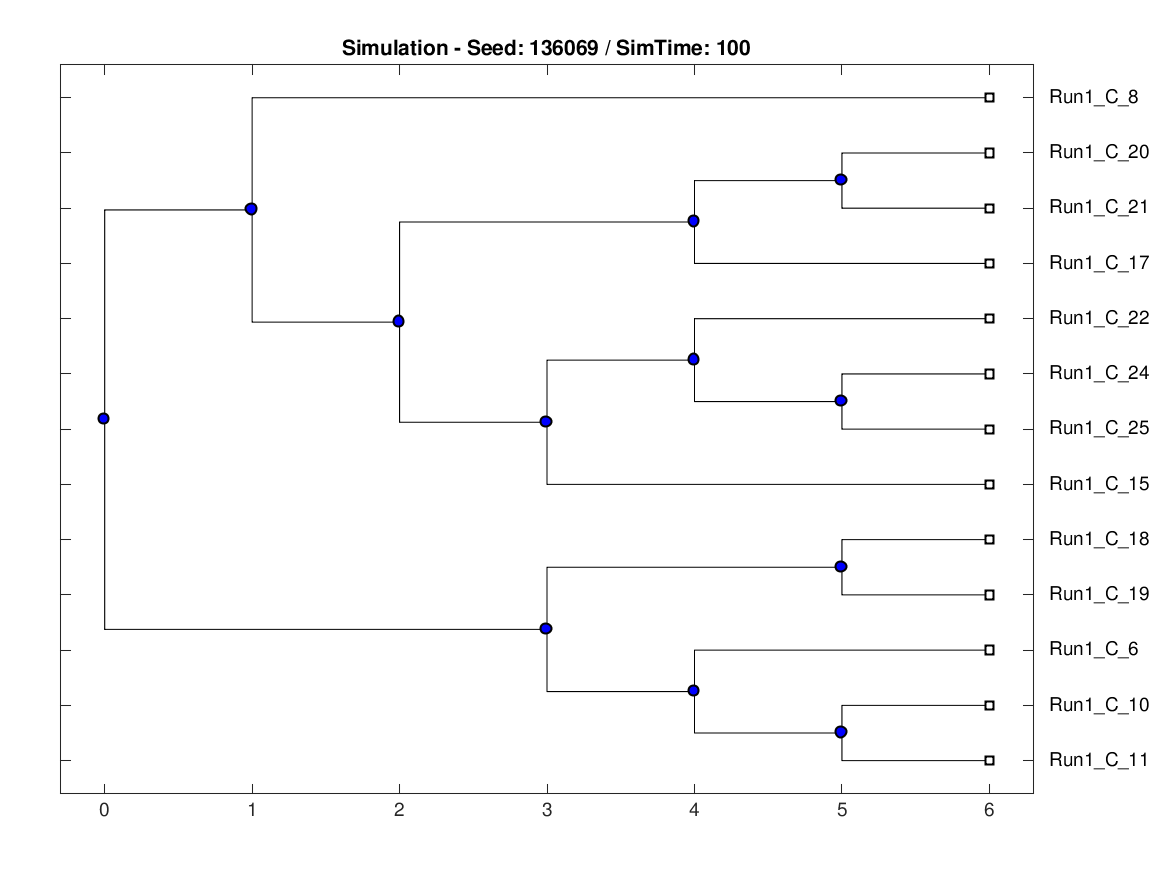 Simulation - Seed: 136069 / SimTime: 100
Run1_C_8
Run1_C_20
Run1_C_21
Run1_C_17
Run1_C_22
Run1_C_24
Run1_C_25
Run1_C_15
Run1_C_18
Run1_C_19
Run1_C_6
Run1_C_10
Run1_C_11
0 1 2 3 4 5 6